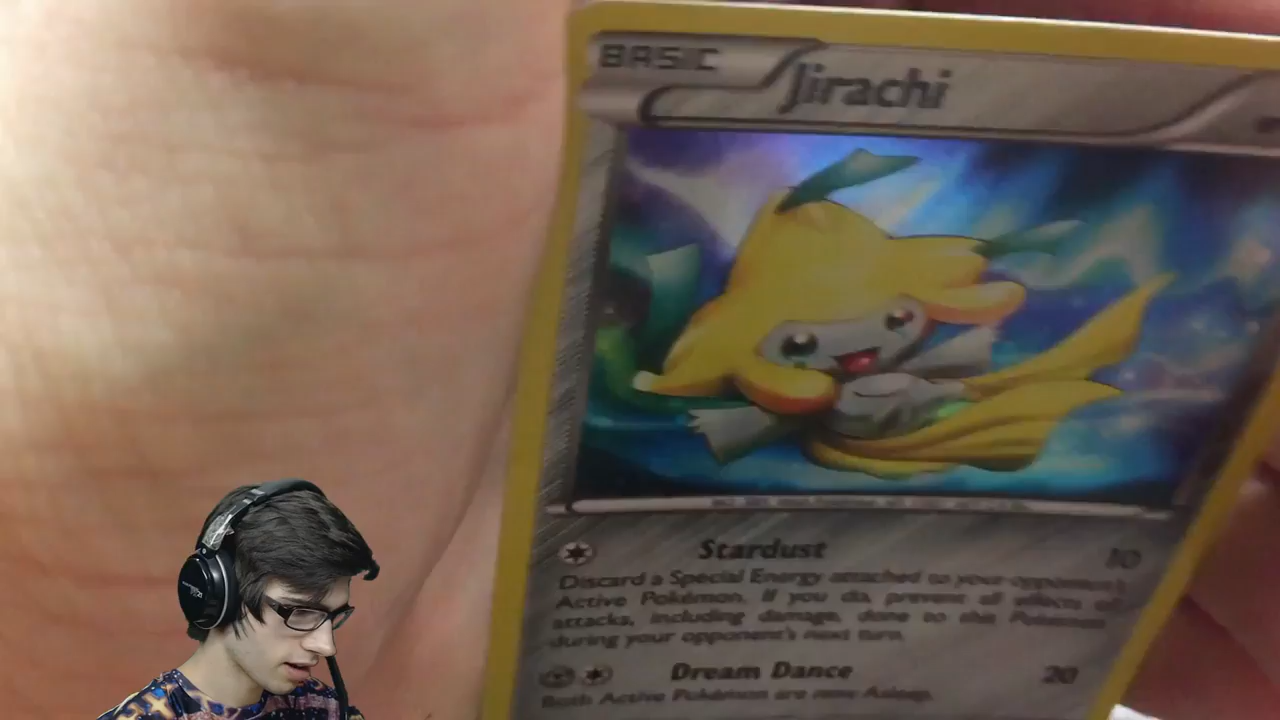 BASIC
Jirachi
Stardust 10
Discard a Special Energy attached to your opponent's
Active Pokémon. If you do, prevent all effects of
attacks, including damage, done to this Pokémon
during your opponent's next turn.
Dream Dance 20
Both Active Pokémon are now Asleep.